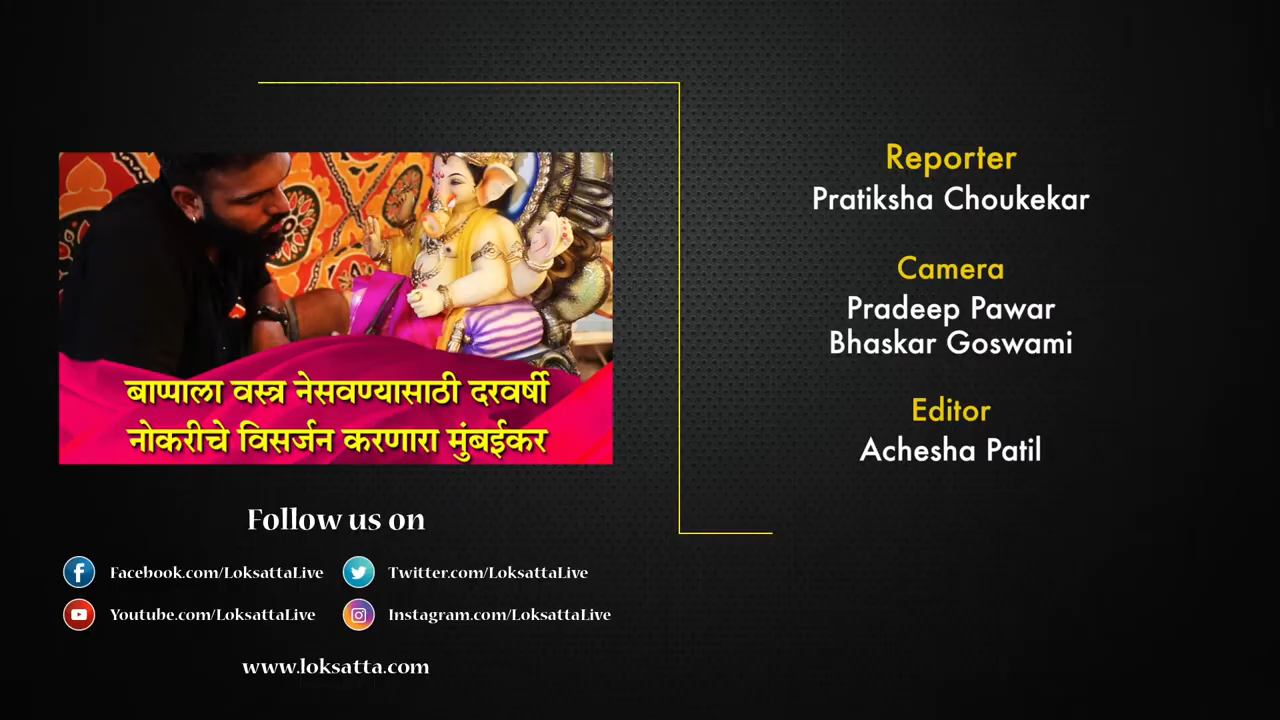 बाप्पाला वस्त्र नेसवण्यासाठी दरवर्षी
नोकरीचे विसर्जन करणारा मुंबईकर
Follow us on
Facebook.com/LoksattaLive
Twitter.com/LoksattaLive
Youtube.com/LoksattaLive
Instagram.com/LoksattaLive
www.loksatta.com
Reporter
Pratiksha Choukekar
Camera
Pradeep Pawar
Bhaskar Goswami
Editor
Achesha Patil